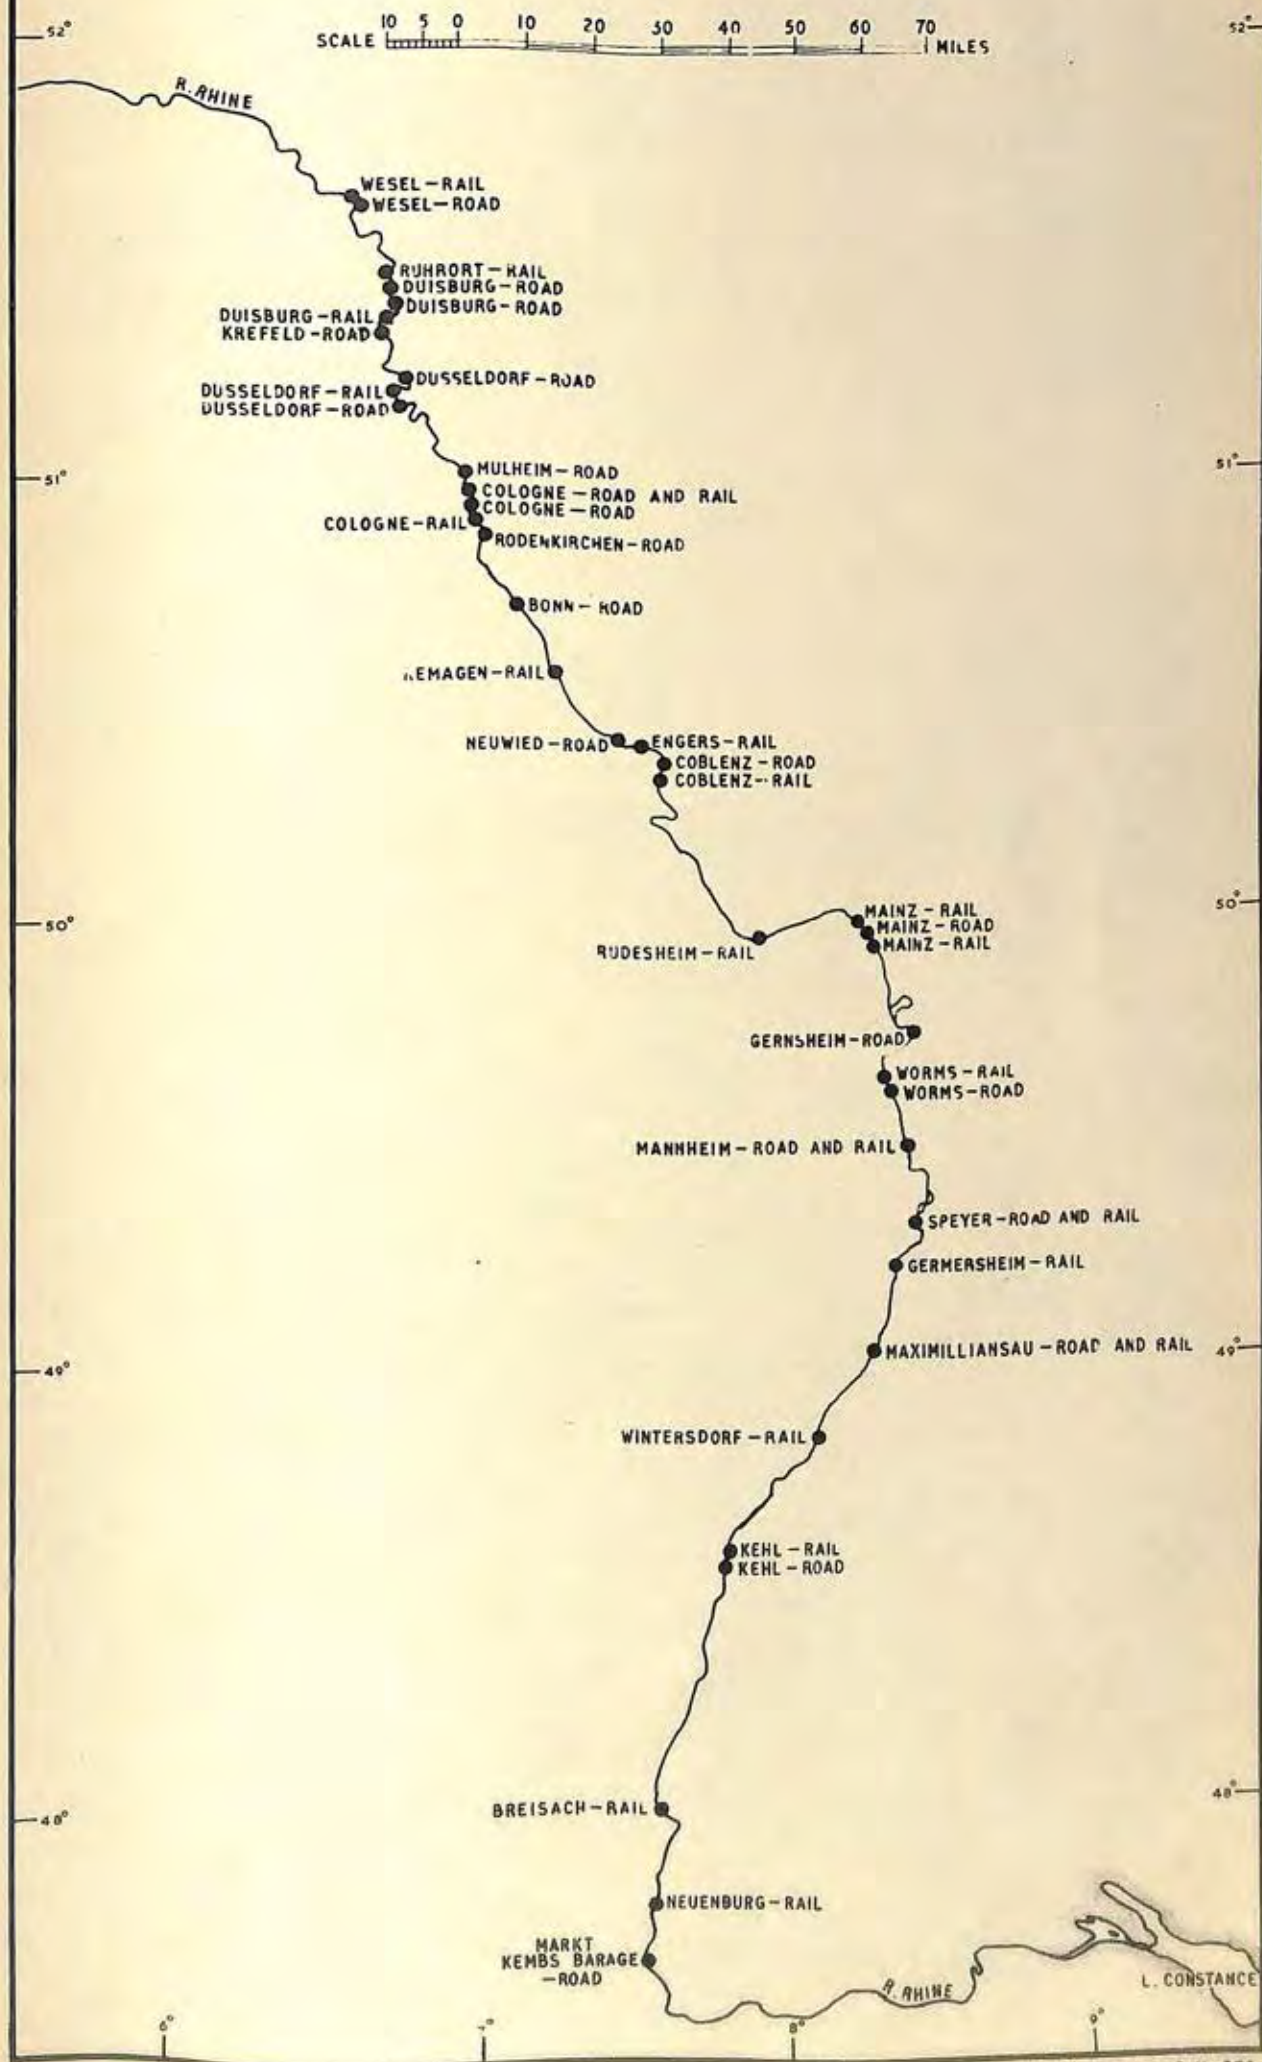 52°
10 5 0 10 20 30 40 50 60 70
52°
SCALE MILES
R. RHINE
WESEL-RAIL
WESEL-ROAD
RUHRORT-RAIL
DUISBURG-ROAD
DUISBURG-ROAD
DUISBURG-RAIL
KREFELD-ROAD
DUSSELDORF-ROAD
DUSSELDORF-RAIL
DUSSELDORF-ROAD
MULHEIM-ROAD
51°
51°
COLOGNE-ROAD AND RAIL
COLOGNE-ROAD
COLOGNE-RAIL
RODENKIRCHEN-ROAD
BONN-ROAD
REMAGEN-RAIL
NEUWIED-ROAD
ENGERS-RAIL
COBLENZ-ROAD
COBLENZ-RAIL
50°
50°
MAINZ-RAIL
MAINZ-ROAD
MAINZ-RAIL
RUDESHEIM-RAIL
GERNSHEIM-ROAD
WORMS-RAIL
WORMS-ROAD
MANNHEIM-ROAD AND RAIL
SPEYER-ROAD AND RAIL
GERMERSHEIM-RAIL
MAXIMILLIANSAU-ROAD AND RAIL
49°
49°
WINTERSDORF-RAIL
KEHL-RAIL
KEHL-ROAD
48°
BREISACH-RAIL
48°
NEUENBURG-RAIL
MARKT
KEMBS BARAGE
-ROAD
L. CONSTANCE
R. RHINE
6° 7° 8° 9°